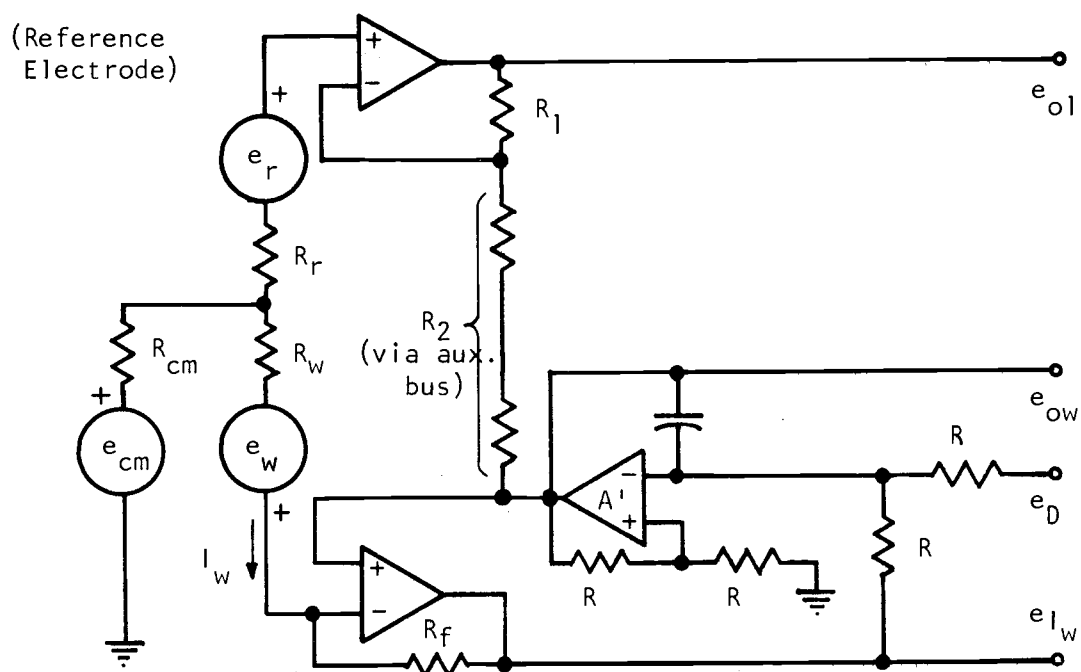 (Reference
Electrode)
+
−
+
e_r
R_1
e_o1
R_r
R_cm
R_w
R_2
(via aux.
bus)
+
e_cm
e_w
+
I_w
e_ow
R
e_D
−
A'
+
R
R
R
+
−
R_f
e_Iw